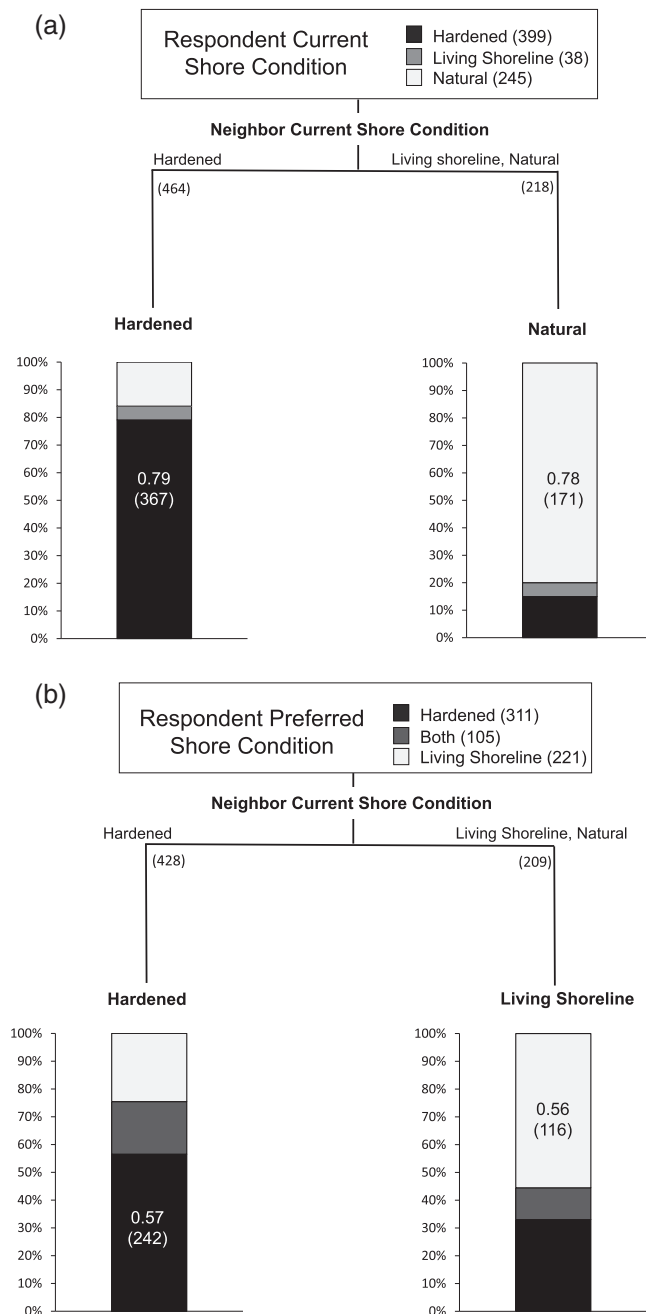 (a)
Respondent Current
Shore Condition
Hardened (399)
Living Shoreline (38)
Natural (245)
Neighbor Current Shore Condition
Hardened
Living shoreline, Natural
(464)
(218)
Hardened
Natural
100%
90%
80%
70%
60%
50%
40%
30%
20%
10%
0%
0.79
(367)
100%
90%
80%
70%
60%
50%
40%
30%
20%
10%
0%
0.78
(171)
(b)
Respondent Preferred
Shore Condition
Hardened (311)
Both (105)
Living Shoreline (221)
Neighbor Current Shore Condition
Hardened
Living Shoreline, Natural
(428)
(209)
Hardened
Living Shoreline
100%
90%
80%
70%
60%
50%
40%
30%
20%
10%
0%
0.57
(242)
100%
90%
80%
70%
60%
50%
40%
30%
20%
10%
0%
0.56
(116)